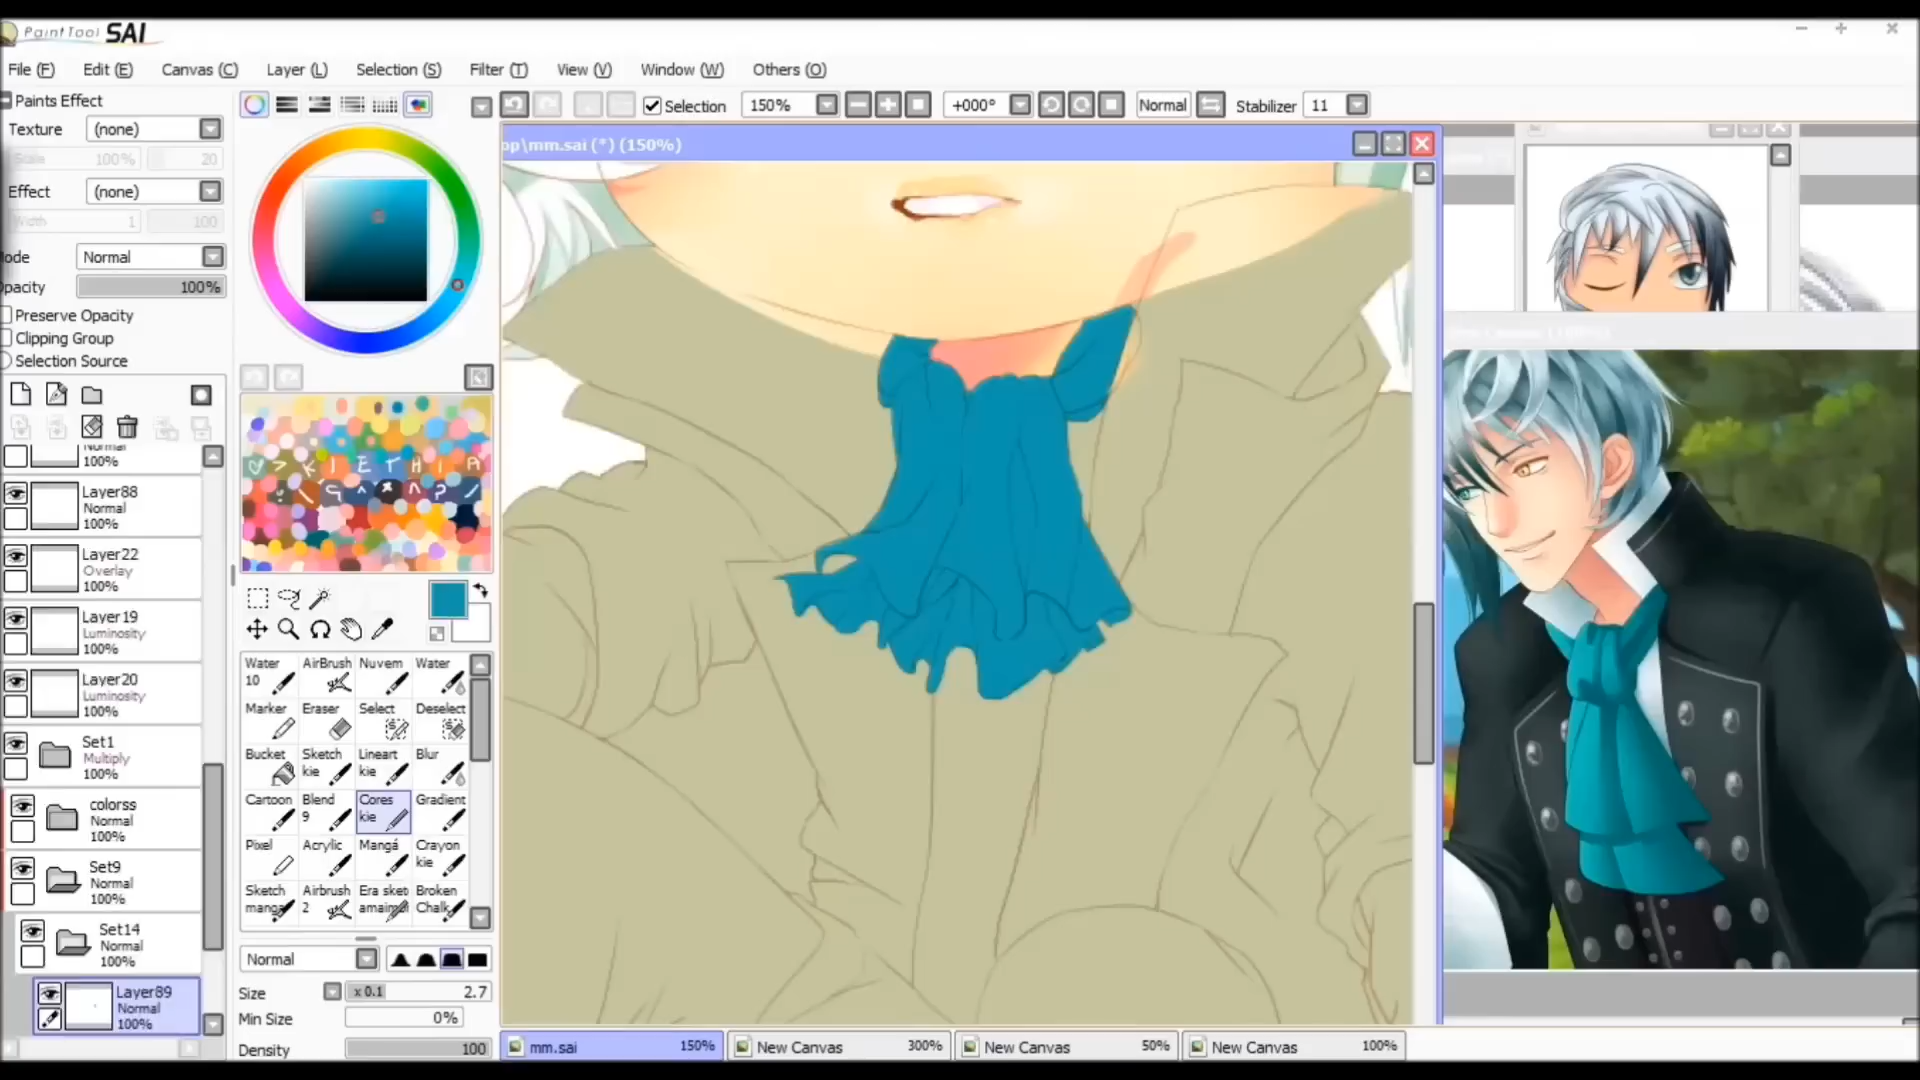 PaintTool SAI
File (F) Edit (E) Canvas (C) Layer (L) Selection (S) Filter (T) View (V) Window (W) Others (O)
Paints Effect
Selection 150% +000° Normal Stabilizer 11
Texture (none)
Scale 100% 20
Effect (none)
Width 1 100
ode Normal
pacity 100%
Preserve Opacity
Clipping Group
Selection Source
op\mm.sai (*) (150%)
Normal
100%
Layer88
Normal
100%
Layer22
Overlay
100%
Layer19
Luminosity
100%
Layer20
Luminosity
100%
Set1
Multiply
100%
colorss
Normal
100%
Set9
Normal
100%
Set14
Normal
100%
Layer89
Normal
100%
Water 10 AirBrush Nuvem Water
Marker Eraser Select Deselect
Bucket Sketch kie Lineart kie Blur
Cartoon Blend 9 Cores kie Gradient
Pixel Acrylic Mangá Crayon kie
Sketch manga Airbrush 2 Era sket amaim Broken Chalk
Normal
Size x 0.1 2.7
Min Size 0%
Density 100
mm.sai 150% New Canvas 300% New Canvas 50% New Canvas 100%